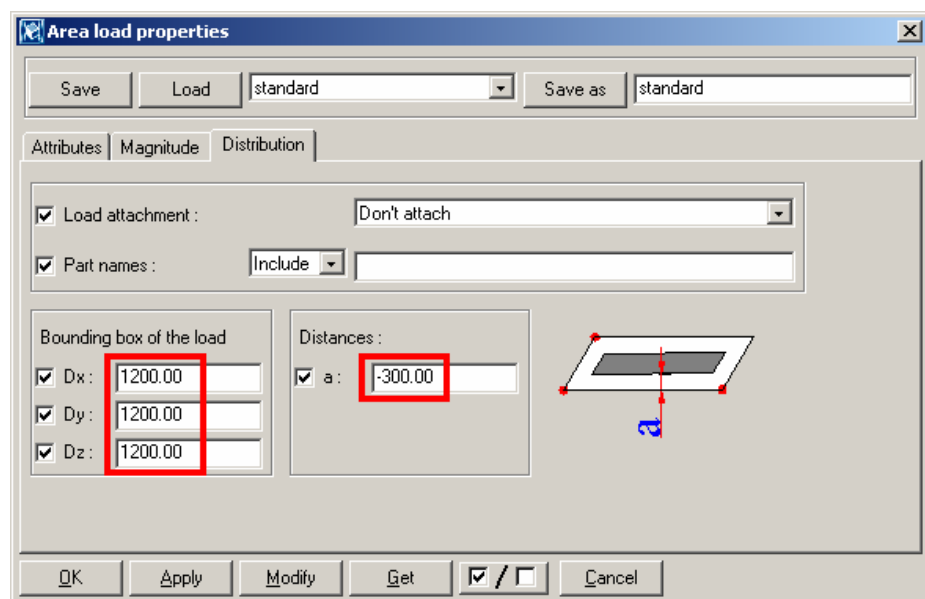 Area load properties
Save Load standard Save as standard
Attributes Magnitude Distribution
Load attachment : Don't attach
Part names : Include
Bounding box of the load Distances :
Dx : 1200.00 a : -300.00
Dy : 1200.00
a
Dz : 1200.00
OK Apply Modify Get / Cancel